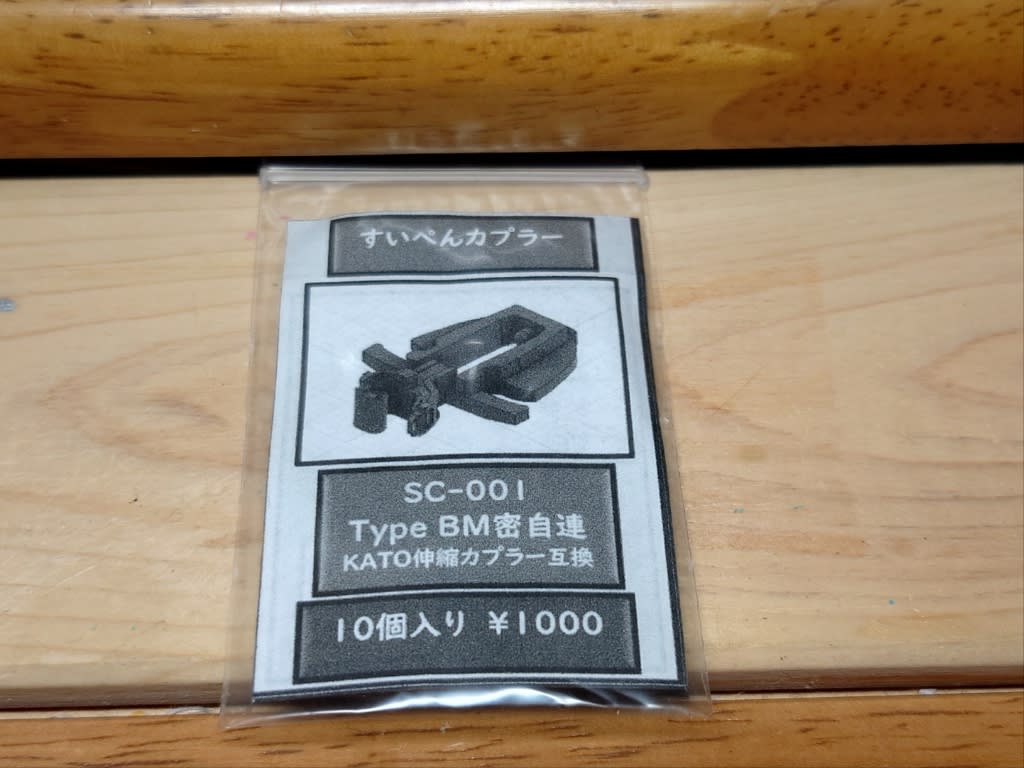 すいぺんカプラー
SC-001
Type BM密自連
KATO伸縮カプラー互換
10個入り ¥1000